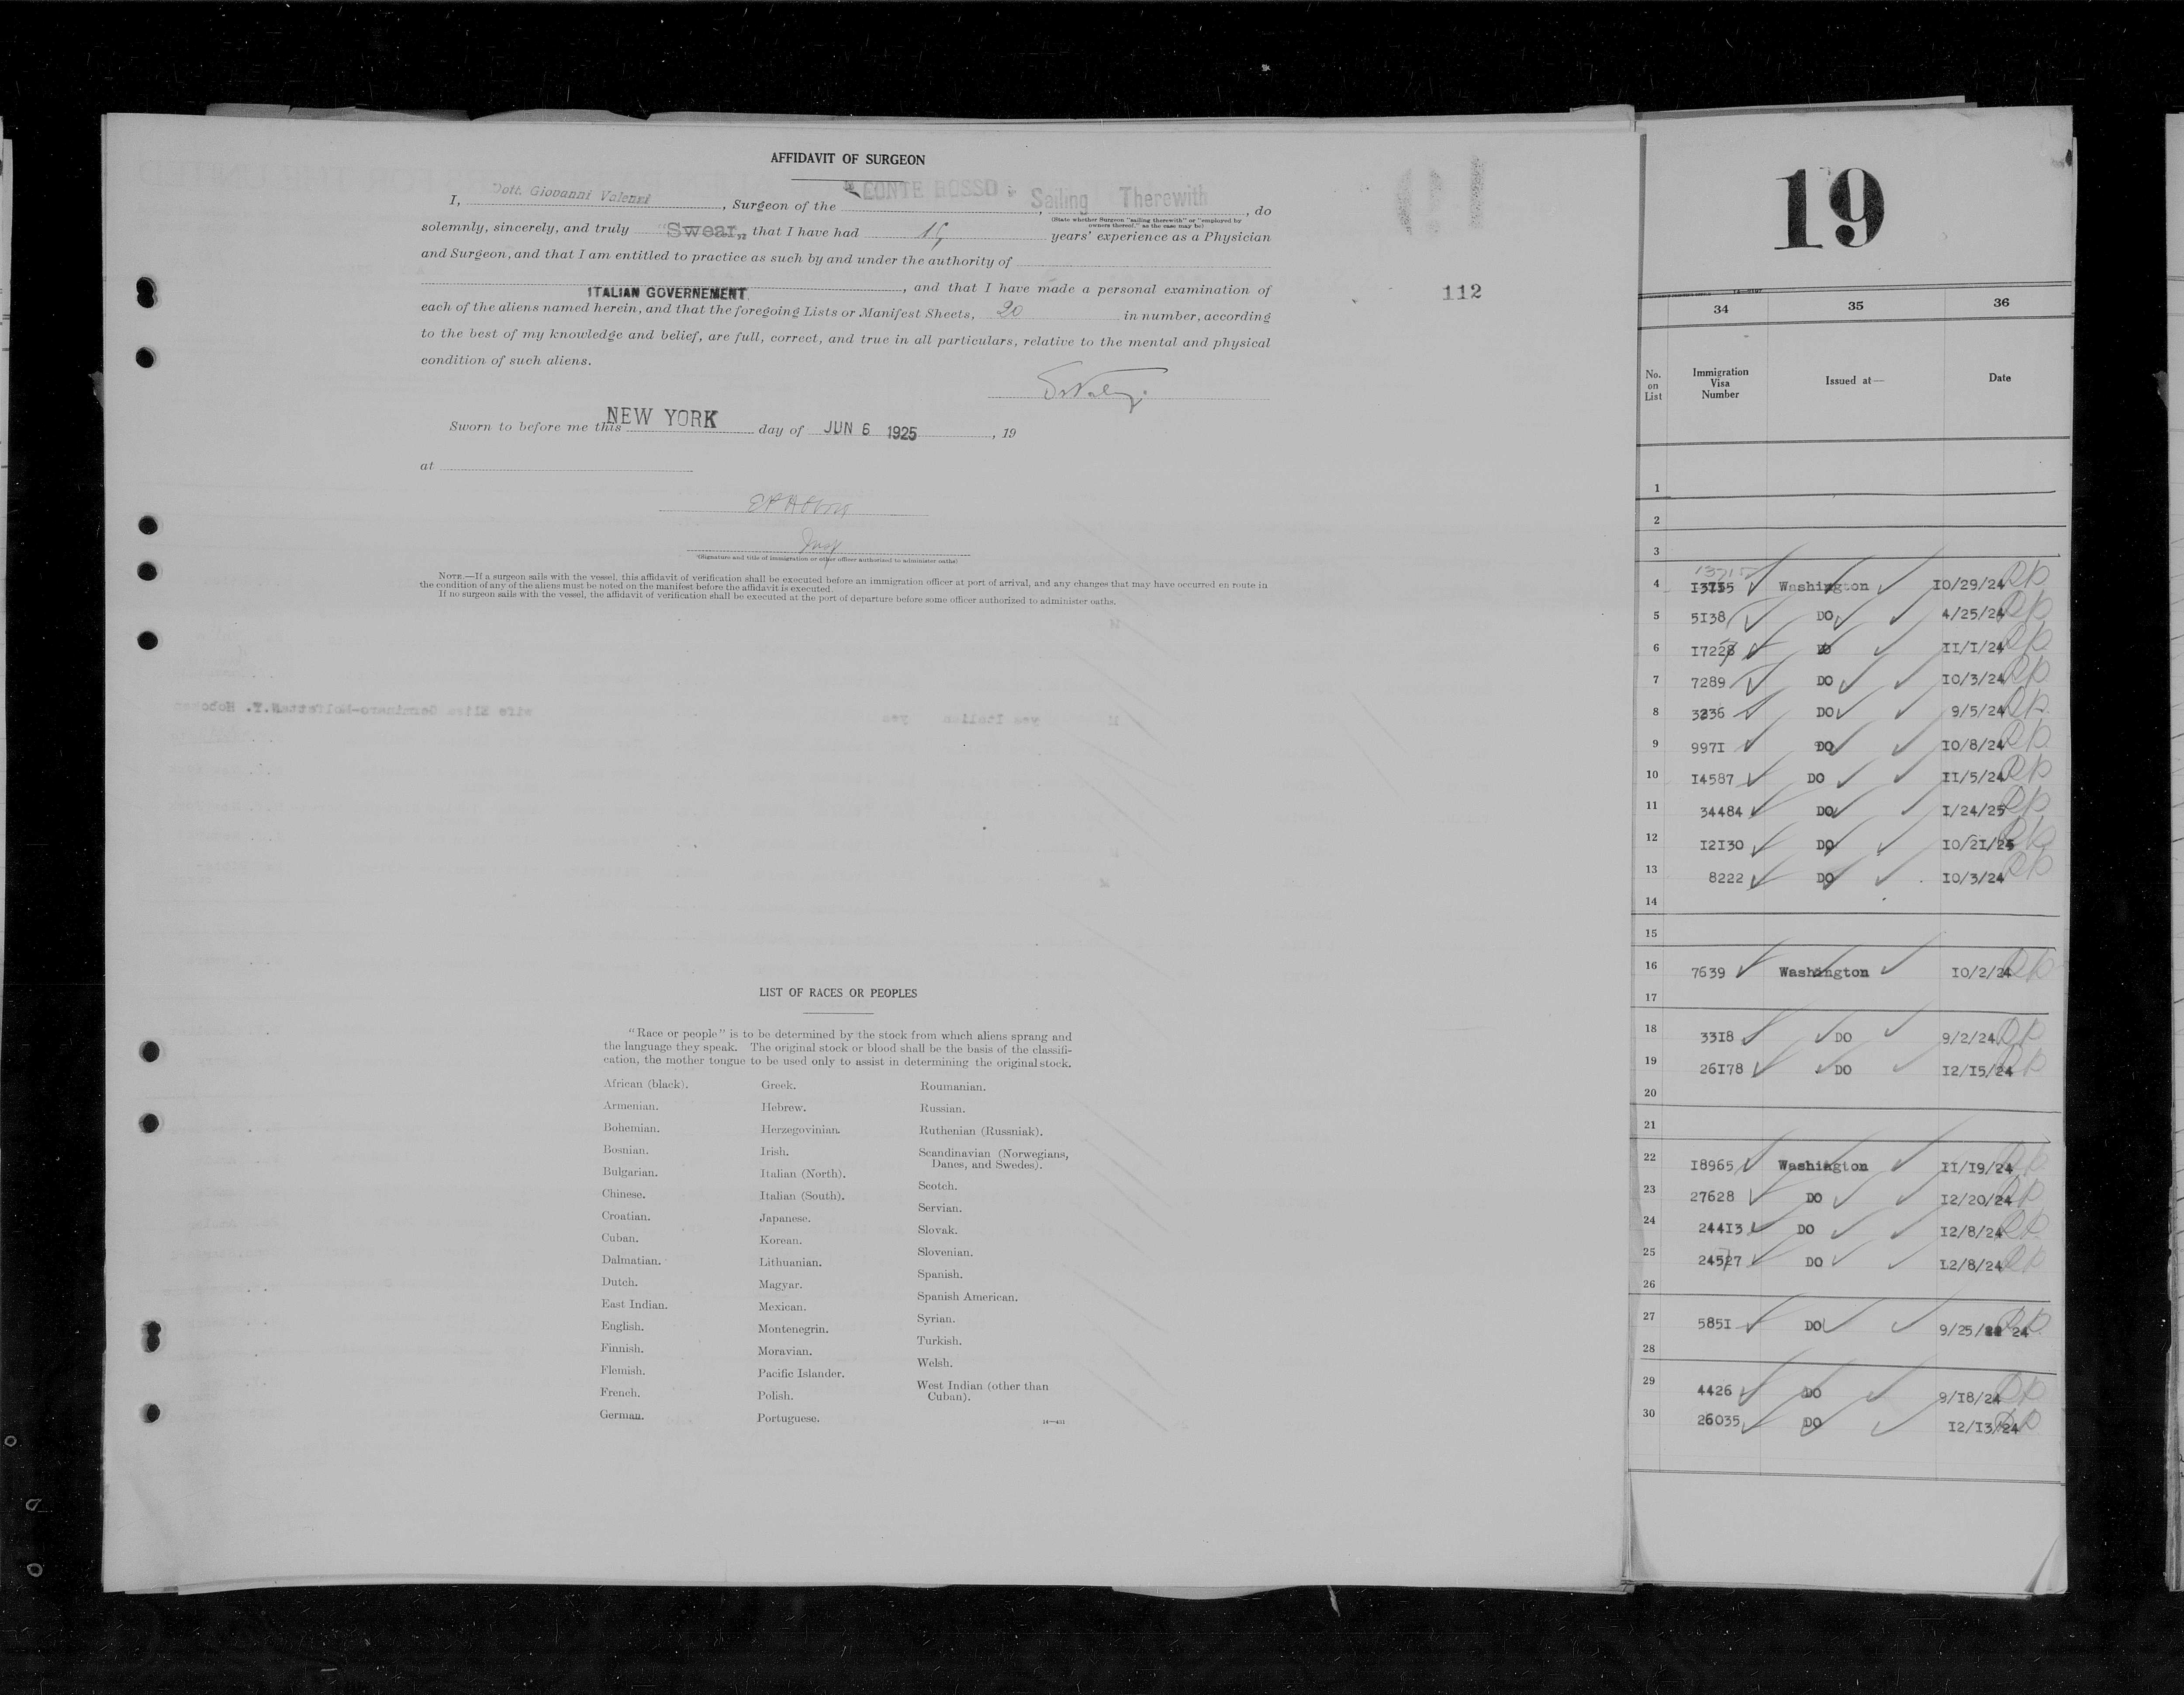 AFFIDAVIT OF SURGEON
I, Dott. Giovanni Valenzi, Surgeon of the CONTE ROSSO, Sailing Therewith, do
(State whether Surgeon "sailing therewith" or "employed by
owners thereof," as the case may be)
solemnly, sincerely, and truly "Swear," that I have had years' experience as a Physician
and Surgeon, and that I am entitled to practice as such by and under the authority of
ITALIAN GOVERNEMENT, and that I have made a personal examination of
each of the aliens named herein, and that the foregoing Lists or Manifest Sheets, 20 in number, according
to the best of my knowledge and belief, are full, correct, and true in all particulars, relative to the mental and physical
condition of such aliens.
Sworn to before me this NEW YORK day of JUN 6 1925, 19
at
Insp
(Signature and title of immigration or other officer authorized to administer oaths)
NOTE.—If a surgeon sails with the vessel, this affidavit of verification shall be executed before an immigration officer at port of arrival, and any changes that may have occurred en route in
the condition of any of the aliens must be noted on the manifest before the affidavit is executed.
If no surgeon sails with the vessel, the affidavit of verification shall be executed at the port of departure before some officer authorized to administer oaths.
112
LIST OF RACES OR PEOPLES
"Race or people" is to be determined by the stock from which aliens sprang and
the language they speak. The original stock or blood shall be the basis of the classifi-
cation, the mother tongue to be used only to assist in determining the original stock.
African (black).
Armenian.
Bohemian.
Bosnian.
Bulgarian.
Chinese.
Croatian.
Cuban.
Dalmatian.
Dutch.
East Indian.
English.
Finnish.
Flemish.
French.
German.
Greek.
Hebrew.
Herzegovinian.
Irish.
Italian (North).
Italian (South).
Japanese.
Korean.
Lithuanian.
Magyar.
Mexican.
Montenegrin.
Moravian.
Pacific Islander.
Polish.
Portuguese.
Roumanian.
Russian.
Ruthenian (Russniak).
Scandinavian (Norwegians,
Danes, and Swedes).
Scotch.
Servian.
Slovak.
Slovenian.
Spanish.
Spanish American.
Syrian.
Turkish.
Welsh.
West Indian (other than
Cuban).
19
34 35 36
No. on List Immigration Visa Number Issued at— Date
1
2
3
13715
4 Washington 10/29/24
5 5138 DO 4/25/24
6 17228 DO 11/1/24
7 7289 DO 10/3/24
8 3236 DO 9/5/24
9 9971 DO 10/8/24
10 14587 DO 11/5/24
11 34484 DO 1/24/25
12 12130 DO 10/21/24
13 8222 DO 10/3/24
14
15
16 7639 Washington 10/2/24
17
18 3318 DO 9/2/24
19 26178 DO 12/15/24
20
21
22 18965 Washington 11/19/24
23 27628 DO 12/20/24
24 24413 DO 12/8/24
25 24527 DO 12/8/24
26
27 5851 DO 9/25/24
28
29 4426 DO 9/18/24
30 26035 DO 12/13/24